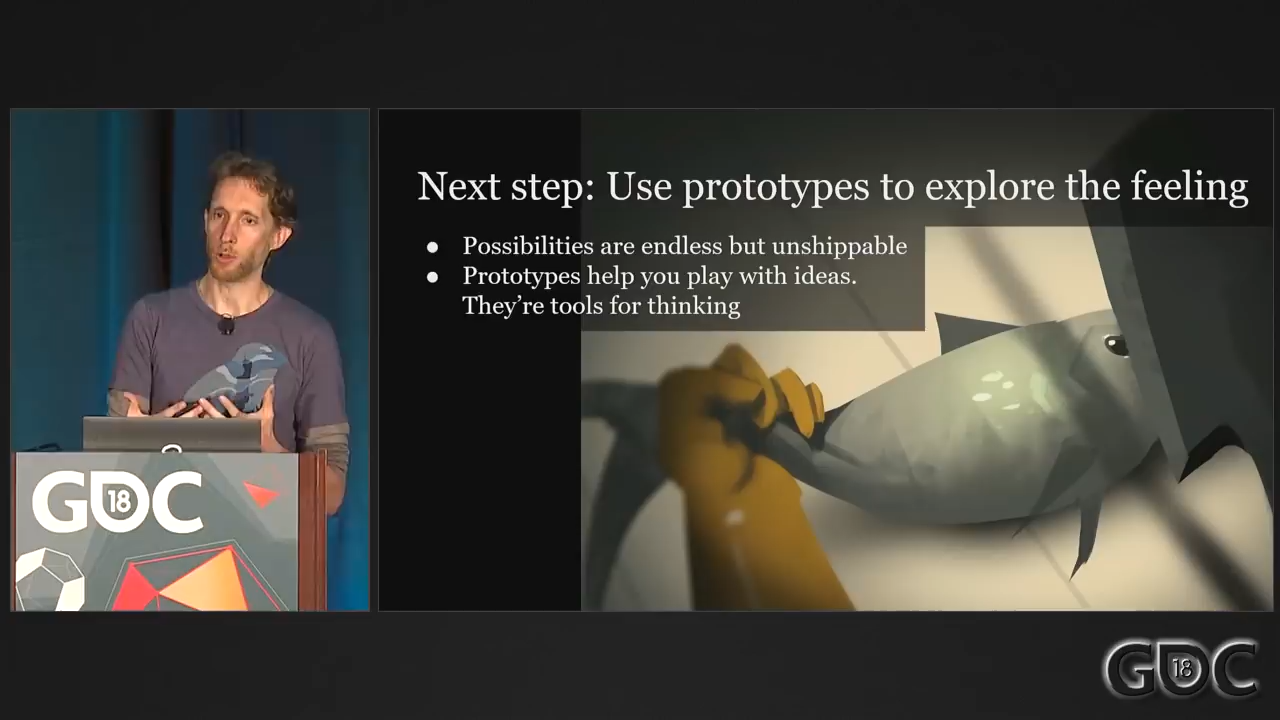 Next step: Use prototypes to explore the feeling
● Possibilities are endless but unshippable
● Prototypes help you play with ideas.
They’re tools for thinking
GDC
18
GDC
18